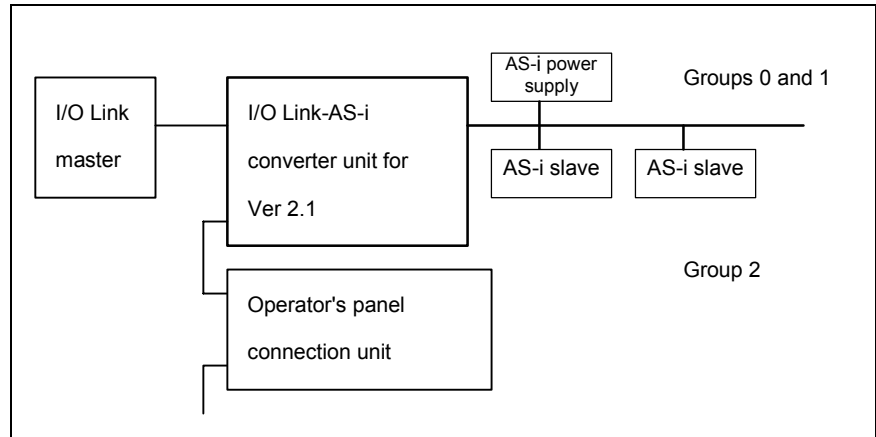 I/O Link
master
I/O Link-AS-i
converter unit for
Ver 2.1
AS-i power
supply
Groups 0 and 1
AS-i slave
AS-i slave
Group 2
Operator's panel
connection unit